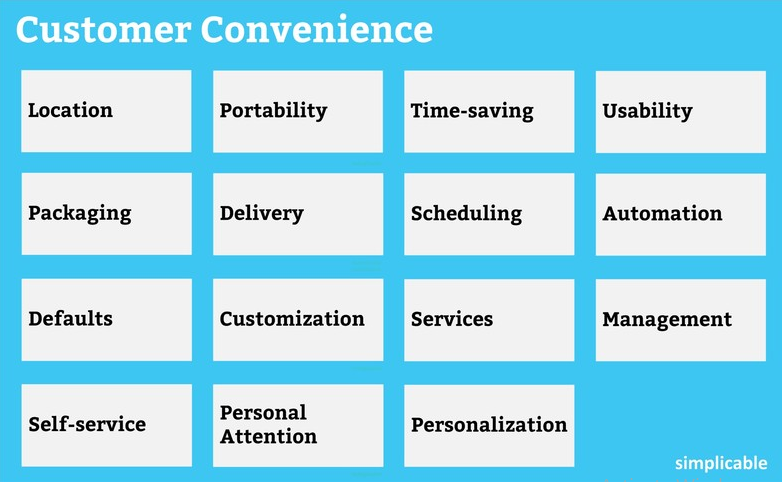 Customer Convenience
Location
Portability
Time-saving
Usability
Packaging
Delivery
Scheduling
Automation
Defaults
Customization
Services
Management
Self-service
Personal
Attention
Personalization
simplicable